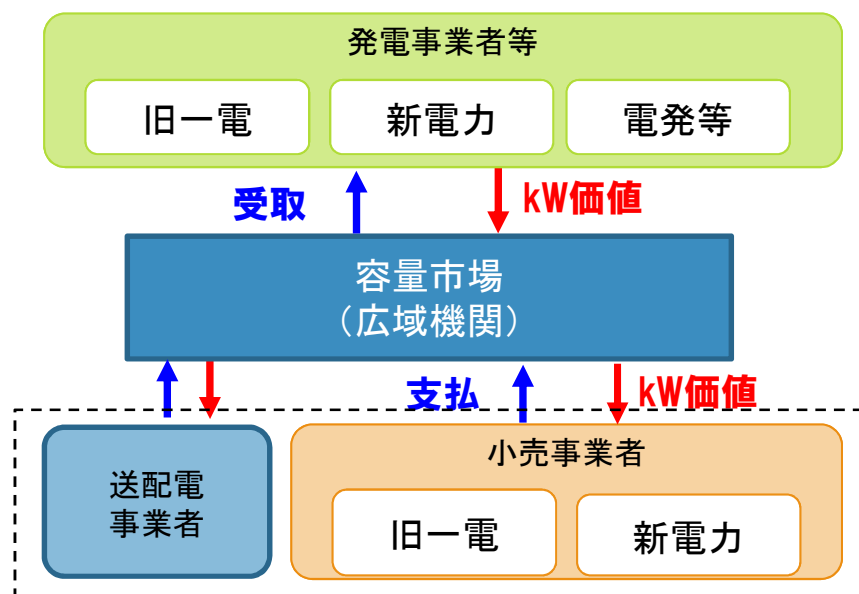 発電事業者等
旧一電
新電力
電発等
受取
kW価値
容量市場
（広域機関）
支払
kW価値
送配電
事業者
小売事業者
旧一電
新電力